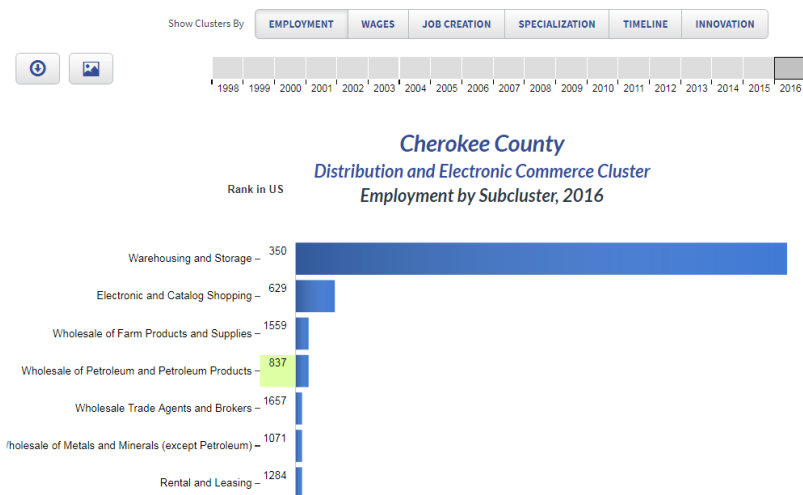 Show Clusters By EMPLOYMENT WAGES JOB CREATION SPECIALIZATION TIMELINE INNOVATION
1998 1999 2000 2001 2002 2003 2004 2005 2006 2007 2008 2009 2010 2011 2012 2013 2014 2015 2016
Cherokee County
Distribution and Electronic Commerce Cluster
Rank in US
Employment by Subcluster, 2016
Warehousing and Storage – 350
Electronic and Catalog Shopping – 629
Wholesale of Farm Products and Supplies – 1559
Wholesale of Petroleum and Petroleum Products – 837
Wholesale Trade Agents and Brokers – 1657
holesale of Metals and Minerals (except Petroleum) – 1071
Rental and Leasing – 1284